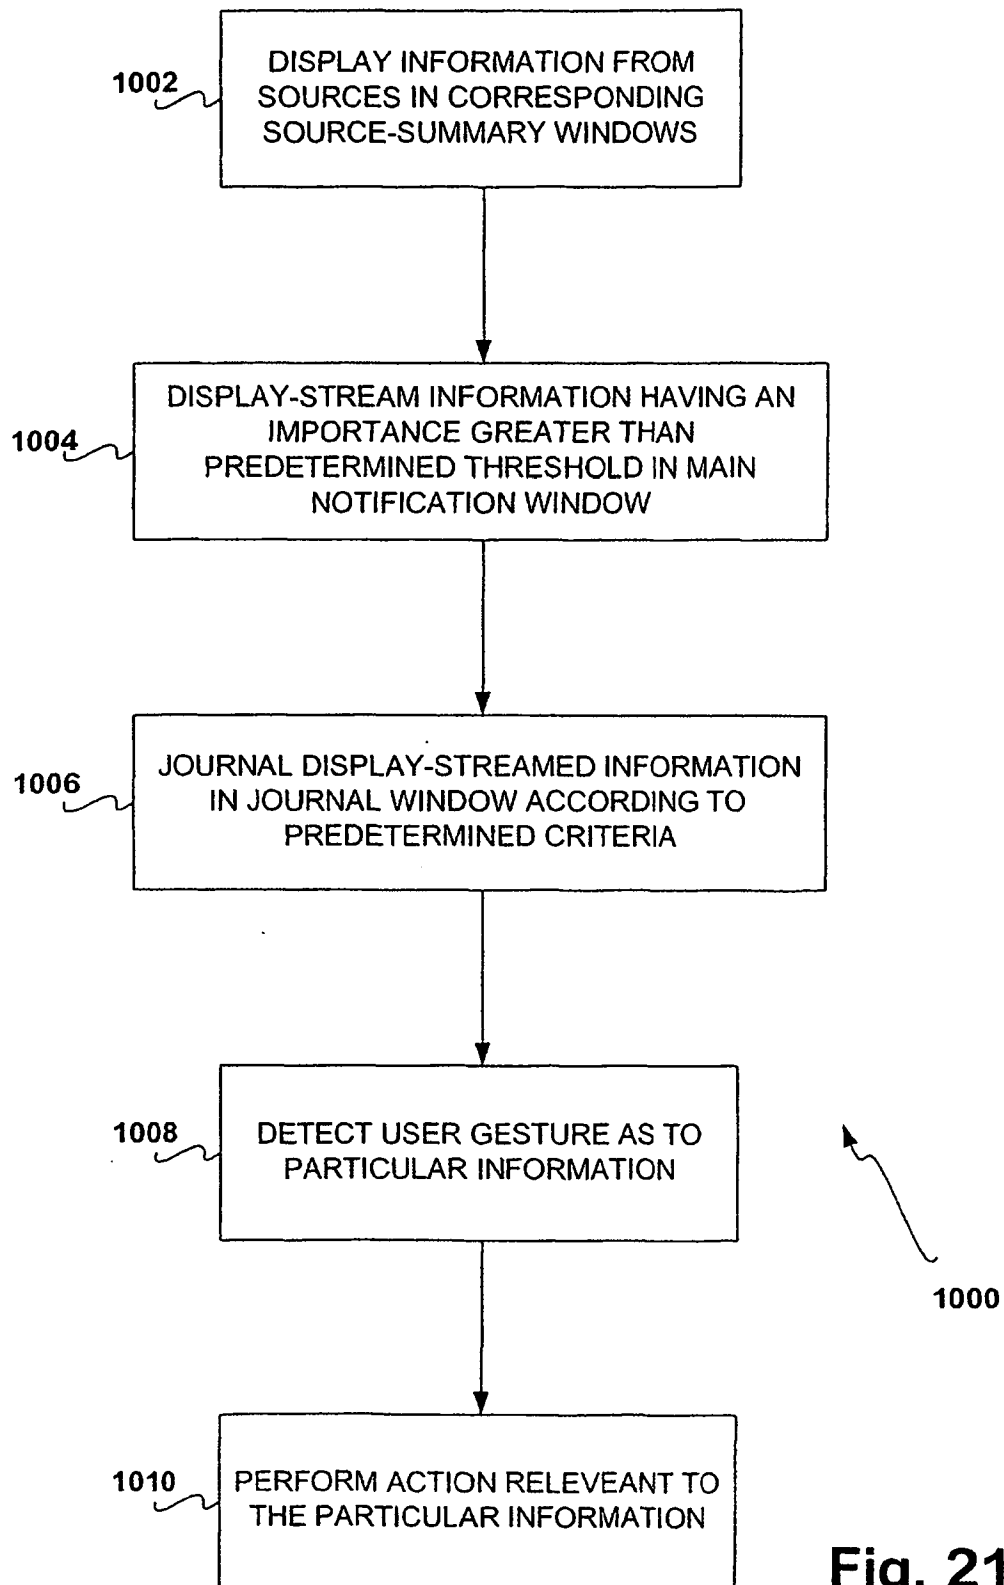 1002
DISPLAY INFORMATION FROM
SOURCES IN CORRESPONDING
SOURCE-SUMMARY WINDOWS
1004
DISPLAY-STREAM INFORMATION HAVING AN
IMPORTANCE GREATER THAN
PREDETERMINED THRESHOLD IN MAIN
NOTIFICATION WINDOW
1006
JOURNAL DISPLAY-STREAMED INFORMATION
IN JOURNAL WINDOW ACCORDING TO
PREDETERMINED CRITERIA
1008
DETECT USER GESTURE AS TO
PARTICULAR INFORMATION
1000
1010
PERFORM ACTION RELEVEANT TO
THE PARTICULAR INFORMATION
Fig. 21